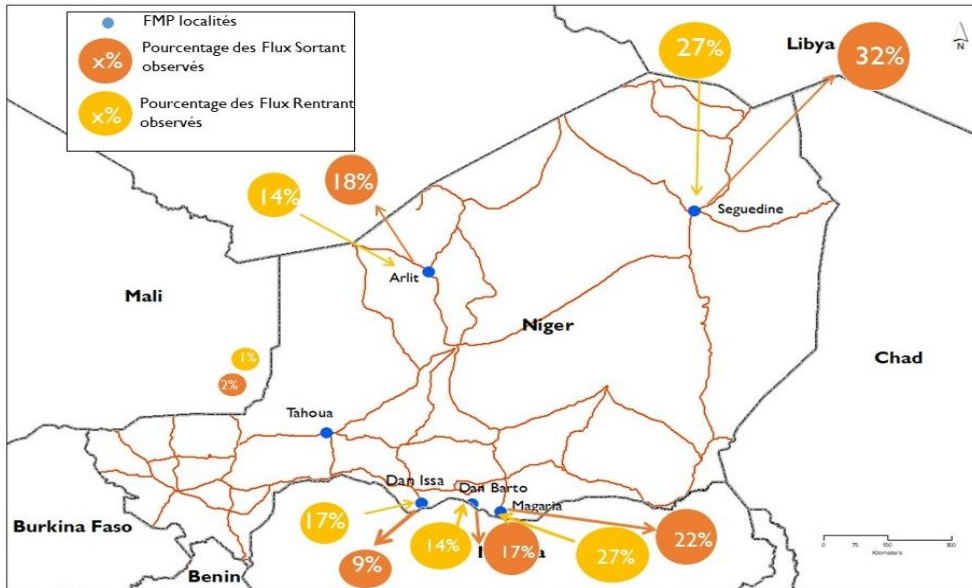 FMP localités
x%
Pourcentage des Flux Sortant
observés
x%
Pourcentage des Flux Rentrant
observés
27%
Libya
32%
N
18%
14%
Seguedine
Arlit
Mali
Niger
Chad
1%
2%
Tahoua
Dan Issa
Dan Barto
Magaria
Burkina Faso
17%
9%
14%
17%
27%
22%
Benin
0 75 150 300
Kilometers